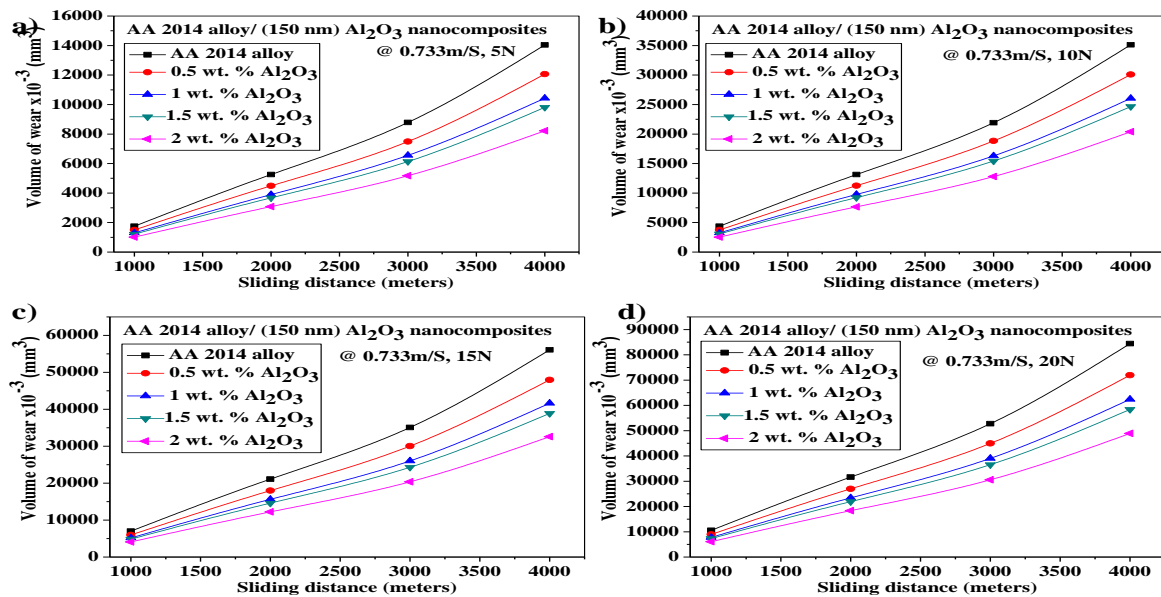 a)
AA 2014 alloy/ (150 nm) Al2O3 nanocomposites
@ 0.733m/S, 5N
AA 2014 alloy
0.5 wt. % Al2O3
1 wt. % Al2O3
1.5 wt. % Al2O3
2 wt. % Al2O3
Volume of wear x10-3 (mm3)
16000
14000
12000
10000
8000
6000
4000
2000
0
1000 1500 2000 2500 3000 3500 4000
Sliding distance (meters)
b)
AA 2014 alloy/ (150 nm) Al2O3 nanocomposites
@ 0.733m/S, 10N
AA 2014 alloy
0.5 wt. % Al2O3
1 wt. % Al2O3
1.5 wt. % Al2O3
2 wt. % Al2O3
Volume of wear x10-3 (mm-3)
40000
35000
30000
25000
20000
15000
10000
5000
0
1000 1500 2000 2500 3000 3500 4000
Sliding distance (meters)
c)
AA 2014 alloy/ (150 nm) Al2O3 nanocomposites
@ 0.733m/S, 15N
AA 2014 alloy
0.5 wt. % Al2O3
1 wt. % Al2O3
1.5 wt. % Al2O3
2 wt. % Al2O3
Volume of wear x10-3 (mm3)
60000
50000
40000
30000
20000
10000
0
1000 1500 2000 2500 3000 3500 4000
Sliding distance (meters)
d)
AA 2014 alloy/ (150 nm) Al2O3 nanocomposites
@ 0.733m/S, 20N
AA 2014 alloy
0.5 wt. % Al2O3
1 wt. % Al2O3
1.5 wt. % Al2O3
2 wt. % Al2O3
Volume of wear x10-3 (mm3)
90000
80000
70000
60000
50000
40000
30000
20000
10000
0
1000 1500 2000 2500 3000 3500 4000
Sliding distance (meters)